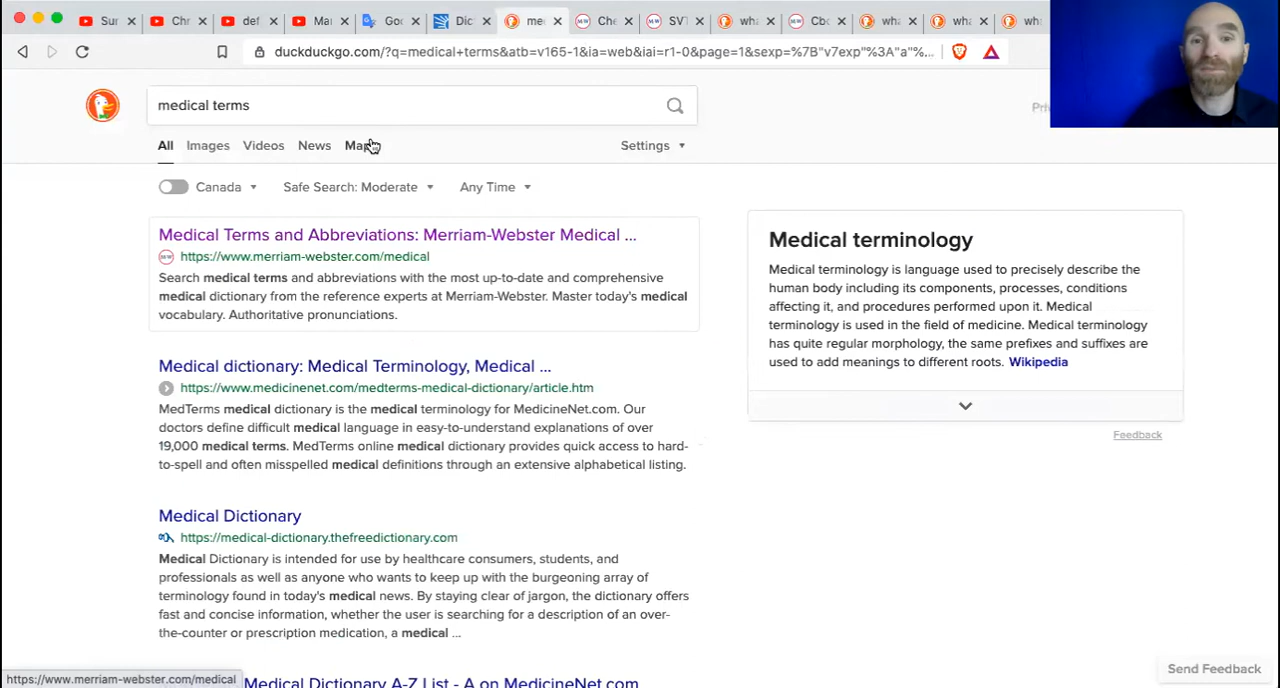 Sur Chr def Mar Goo Dic me Che SVT wha Cbc wha wha wh
duckduckgo.com/?q=medical+terms&atb=v165-1&ia=web&iai=r1-0&page=1&sexp=%7B"v7exp"%3A"a"%...
medical terms
All Images Videos News Settings
Canada Safe Search: Moderate Any Time
Medical Terms and Abbreviations: Merriam-Webster Medical ...
https://www.merriam-webster.com/medical
Search medical terms and abbreviations with the most up-to-date and comprehensive
medical dictionary from the reference experts at Merriam-Webster. Master today's medical
vocabulary. Authoritative pronunciations.
Medical dictionary: Medical Terminology, Medical ...
https://www.medicinenet.com/medterms-medical-dictionary/article.htm
MedTerms medical dictionary is the medical terminology for MedicineNet.com. Our
doctors define difficult medical language in easy-to-understand explanations of over
19,000 medical terms. MedTerms online medical dictionary provides quick access to hard-
to-spell and often misspelled medical definitions through an extensive alphabetical listing.
Medical Dictionary
https://medical-dictionary.thefreedictionary.com
Medical Dictionary is intended for use by healthcare consumers, students, and
professionals as well as anyone who wants to keep up with the burgeoning array of
terminology found in today's medical news. By staying clear of jargon, the dictionary offers
fast and concise information, whether the user is searching for a description of an over-
the-counter or prescription medication, a medical ...
Medical Dictionary A-Z List - A on MedicineNet.com
https://www.merriam-webster.com/medical
Medical terminology
Medical terminology is language used to precisely describe the
human body including its components, processes, conditions
affecting it, and procedures performed upon it. Medical
terminology is used in the field of medicine. Medical terminology
has quite regular morphology, the same prefixes and suffixes are
used to add meanings to different roots. Wikipedia
Feedback
Send Feedback